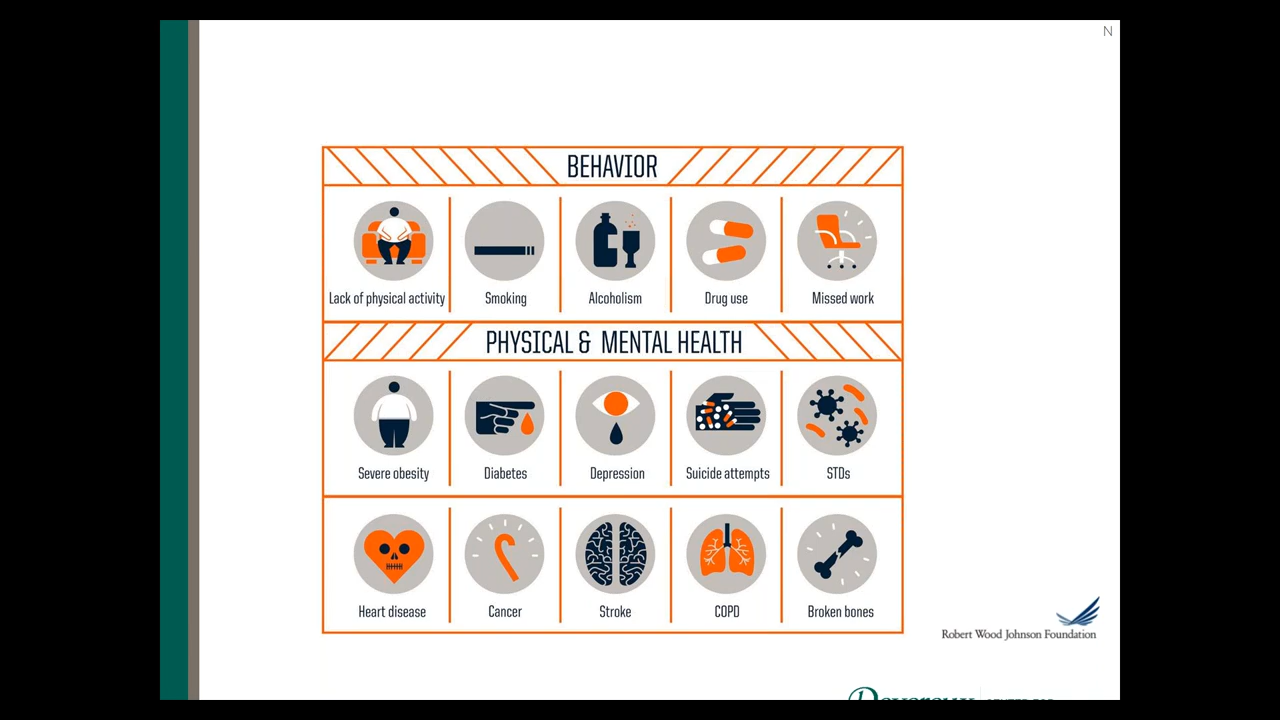 N
BEHAVIOR
Lack of physical activity
Smoking
Alcoholism
Drug use
Missed work
PHYSICAL & MENTAL HEALTH
Severe obesity
Diabetes
Depression
Suicide attempts
STDs
Heart disease
Cancer
Stroke
COPD
Broken bones
Robert Wood Johnson Foundation